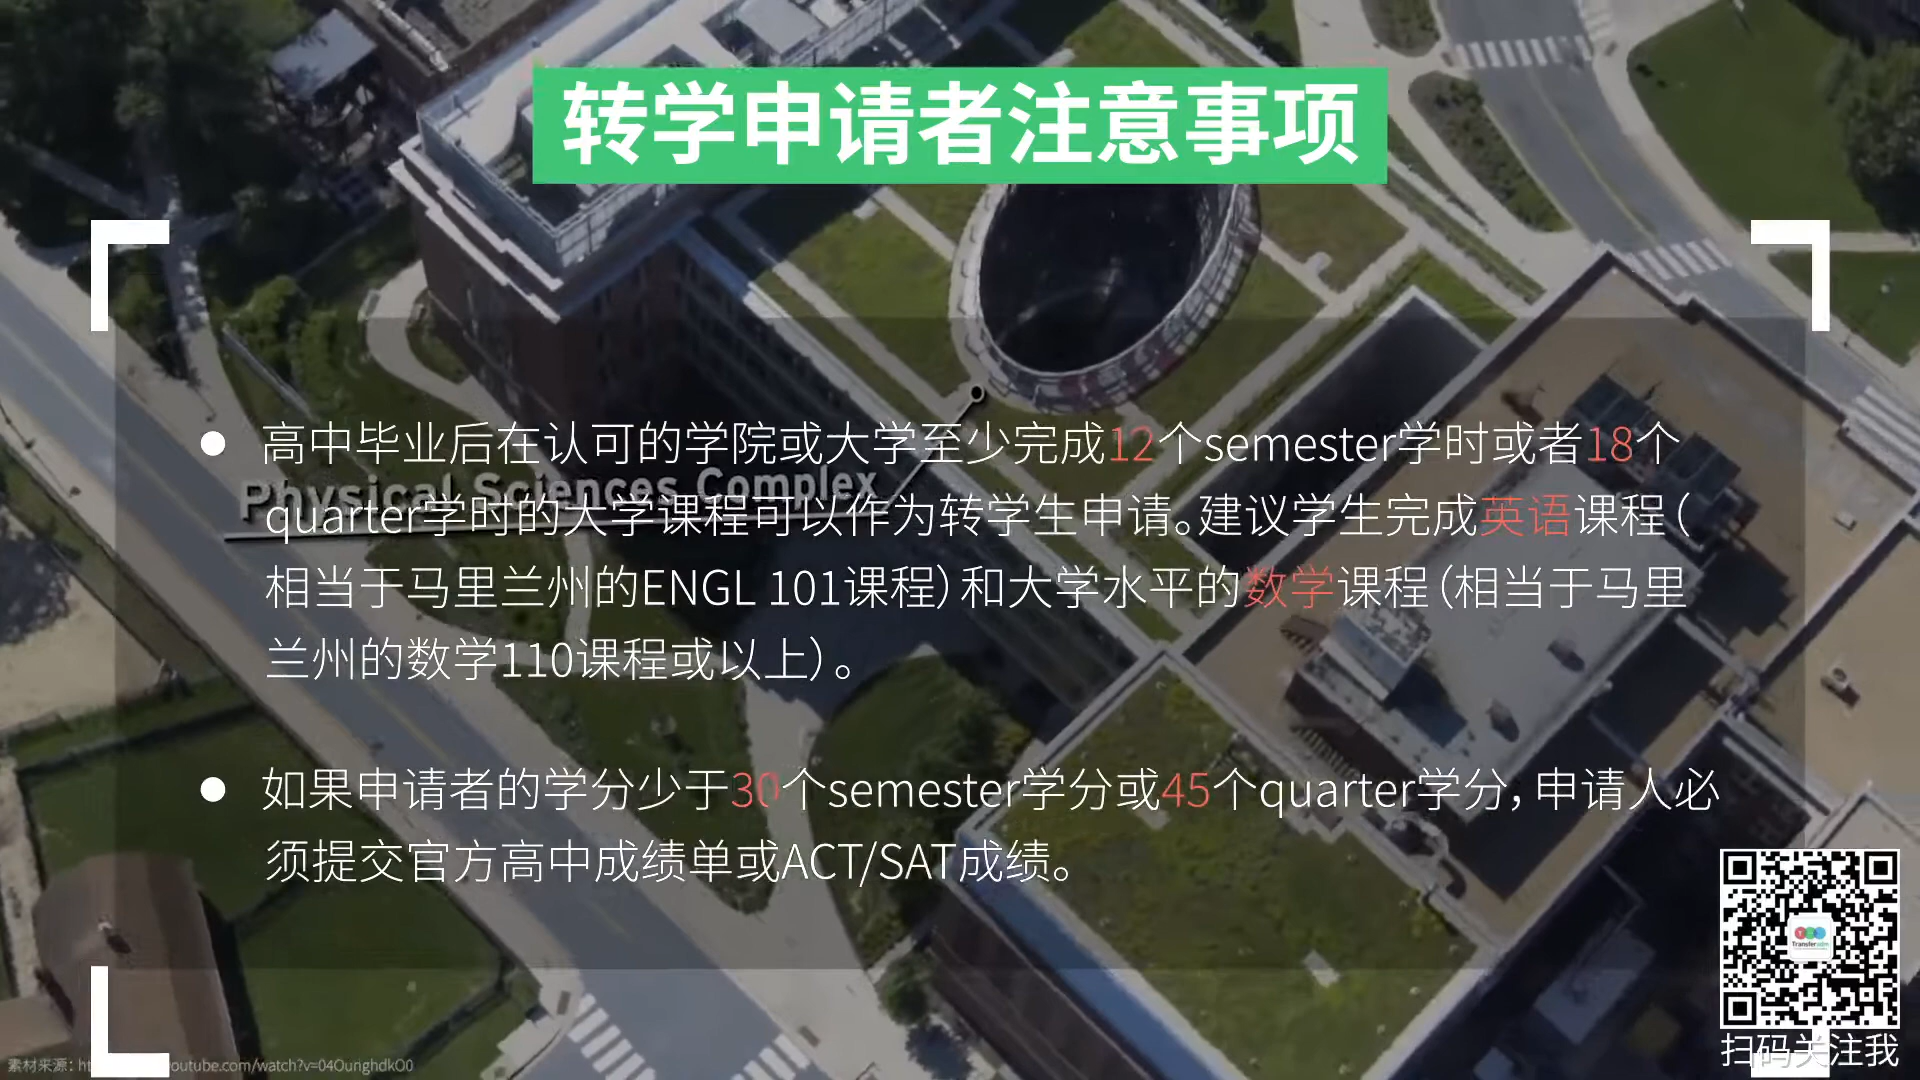 转学申请者注意事项
高中毕业后在认可的学院或大学至少完成12个semester学时或者18个
Physical Sciences Complex
quarter学时的大学课程可以作为转学生申请。建议学生完成英语课程（
相当于马里兰州的ENGL 101课程）和大学水平的数学课程（相当于马里
兰州的数学110课程或以上）。
如果申请者的学分少于30个semester学分或45个quarter学分，申请人必
须提交官方高中成绩单或ACT/SAT成绩。
扫码关注我
素材来源：
outube.com/watch?v=04OunghdkO0